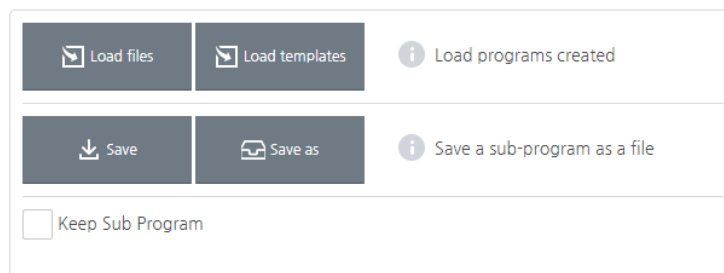 Load files
Load templates
Load programs created
Save
Save as
Save a sub-program as a file
Keep Sub Program